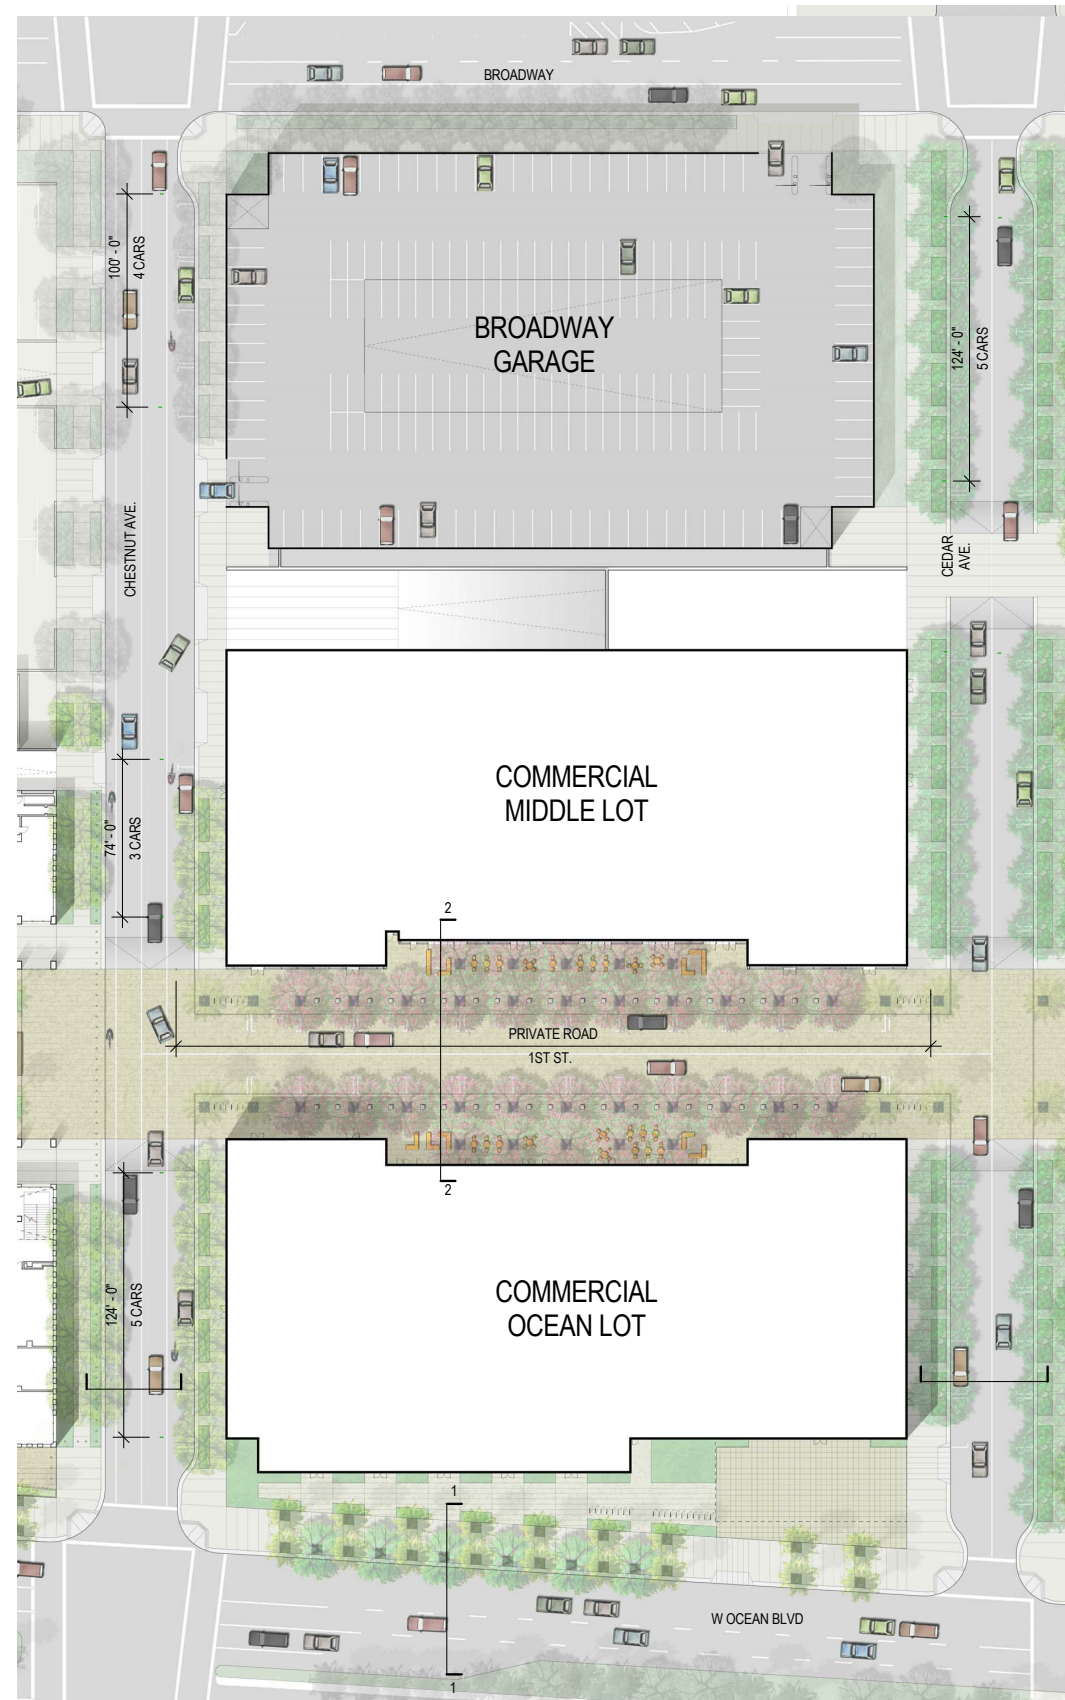 BROADWAY
100' - 0"
4 CARS
BROADWAY
GARAGE
124' - 0"
5 CARS
CHESTNUT AVE.
CEDAR
AVE.
COMMERCIAL
MIDDLE LOT
74' - 0"
3 CARS
2
PRIVATE ROAD
1ST ST.
2
124' - 0"
5 CARS
COMMERCIAL
OCEAN LOT
1
W OCEAN BLVD
1